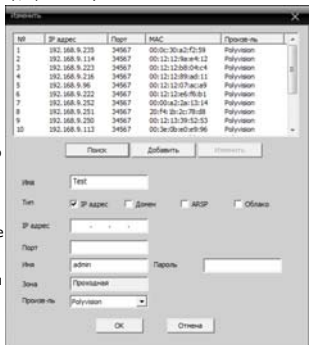 Изменить
№ IP адрес Порт MAC Произв-ль
1 192.168.9.235 34567 00:0c:30:a2:f2:59 Polyvision
2 192.168.9.114 34567 00:12:12:9a:e4:12 Polyvision
3 192.168.9.223 34567 00:12:12:b8:04:c4 Polyvision
4 192.168.9.216 34567 00:12:12:89:ad:11 Polyvision
5 192.168.9.96 34567 00:12:12:07:ac:a9 Polyvision
6 192.168.9.222 34567 00:12:12:e6:f6:b1 Polyvision
7 192.168.9.252 34567 00:00:a2:2a:13:14 Polyvision
8 192.168.9.251 34567 20:f4:1b:2c:78:d8 Polyvision
9 192.168.9.250 34567 00:12:13:39:52:53 Polyvision
10 192.168.9.113 34567 00:3e:0b:e0:e9:96 Polyvision
Поиск Добавить Изменить
Имя Test
Тип IP адрес Домен ARSP Облако
IP адрес
Порт
Имя admin Пароль
Зона Проходная
Произв-ль Polyvision
OK Отмена